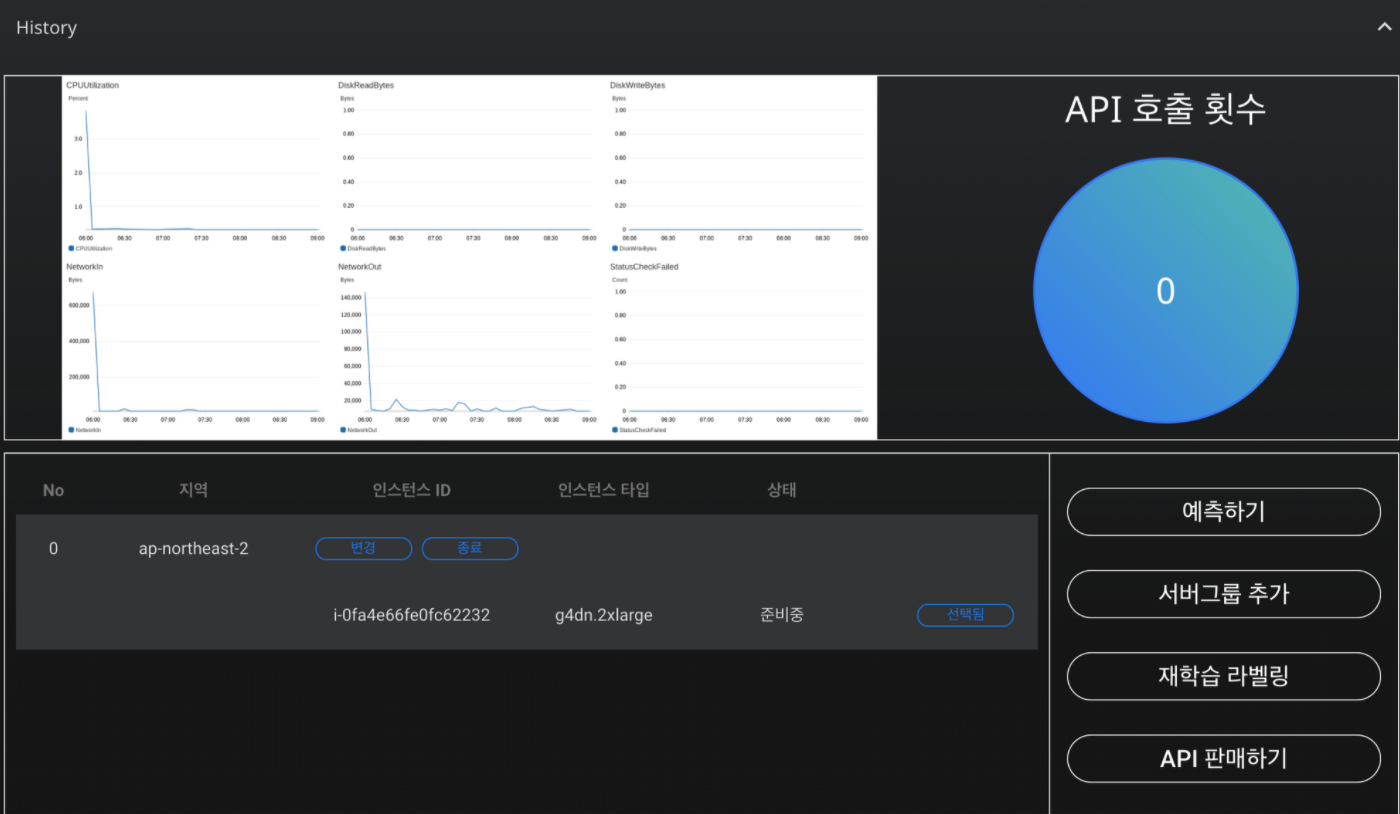 History
CPUUtilization
Percent
3.0
2.0
1.0
06:00 06:30 07:00 07:30 08:00 08:30 09:00
CPUUtilization
DiskReadBytes
Bytes
1.00
0.80
0.60
0.40
0.20
0
06:00 06:30 07:00 07:30 08:00 08:30 09:00
DiskReadBytes
DiskWriteBytes
Bytes
1.00
0.80
0.60
0.40
0.20
0
06:00 06:30 07:00 07:30 08:00 08:30 09:00
DiskWriteBytes
NetworkIn
Bytes
600,000
400,000
200,000
06:00 06:30 07:00 07:30 08:00 08:30 09:00
NetworkIn
NetworkOut
Bytes
140,000
120,000
100,000
80,000
60,000
40,000
20,000
06:00 06:30 07:00 07:30 08:00 08:30 09:00
NetworkOut
StatusCheckFailed
Count
1.00
0.80
0.60
0.40
0.20
0
06:00 06:30 07:00 07:30 08:00 08:30 09:00
StatusCheckFailed
API 호출 횟수
0
No 지역 인스턴스 ID 인스턴스 타입 상태
0 ap-northeast-2 변경 종료
i-0fa4e66fe0fc62232 g4dn.2xlarge 준비중 선택됨
예측하기
서버그룹 추가
재학습 라벨링
API 판매하기